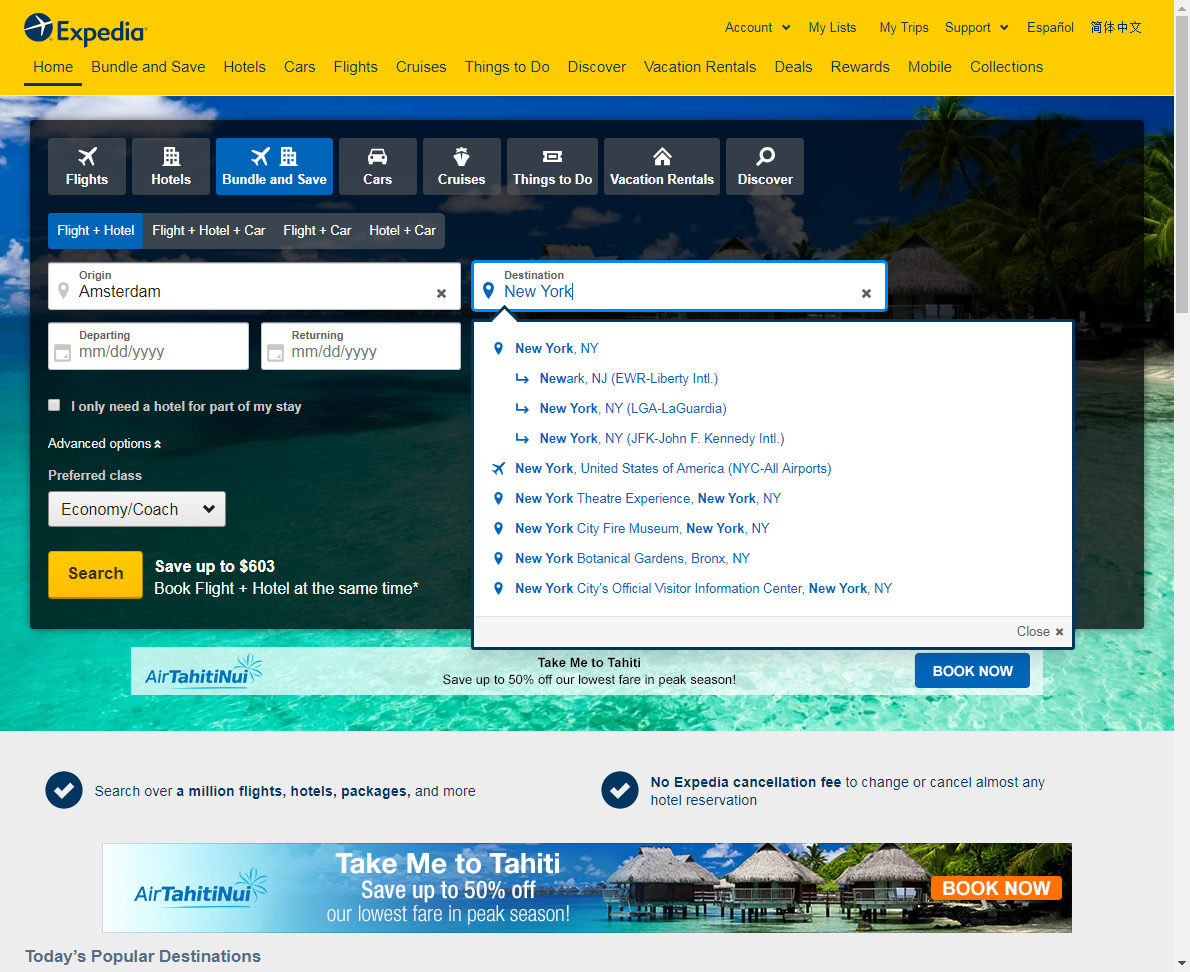 Expedia
Account
My Lists
My Trips
Support
Español
简体中文
Home
Bundle and Save
Hotels
Cars
Flights
Cruises
Things to Do
Discover
Vacation Rentals
Deals
Rewards
Mobile
Collections
Flights
Hotels
Bundle and Save
Cars
Cruises
Things to Do
Vacation Rentals
Discover
Flight + Hotel
Flight + Hotel + Car
Flight + Car
Hotel + Car
Origin
Amsterdam
Destination
New York
Departing
mm/dd/yyyy
Returning
mm/dd/yyyy
New York, NY
Newark, NJ (EWR-Liberty Intl.)
New York, NY (LGA-LaGuardia)
New York, NY (JFK-John F. Kennedy Intl.)
New York, United States of America (NYC-All Airports)
New York Theatre Experience, New York, NY
New York City Fire Museum, New York, NY
New York Botanical Gardens, Bronx, NY
New York City's Official Visitor Information Center, New York, NY
Close
I only need a hotel for part of my stay
Advanced options
Preferred class
Economy/Coach
Search
Save up to $603
Book Flight + Hotel at the same time*
AirTahitiNui
Take Me to Tahiti
Save up to 50% off our lowest fare in peak season!
BOOK NOW
Search over a million flights, hotels, packages, and more
No Expedia cancellation fee to change or cancel almost any
hotel reservation
AirTahitiNui
Take Me to Tahiti
Save up to 50% off
our lowest fare in peak season!
BOOK NOW
Today's Popular Destinations